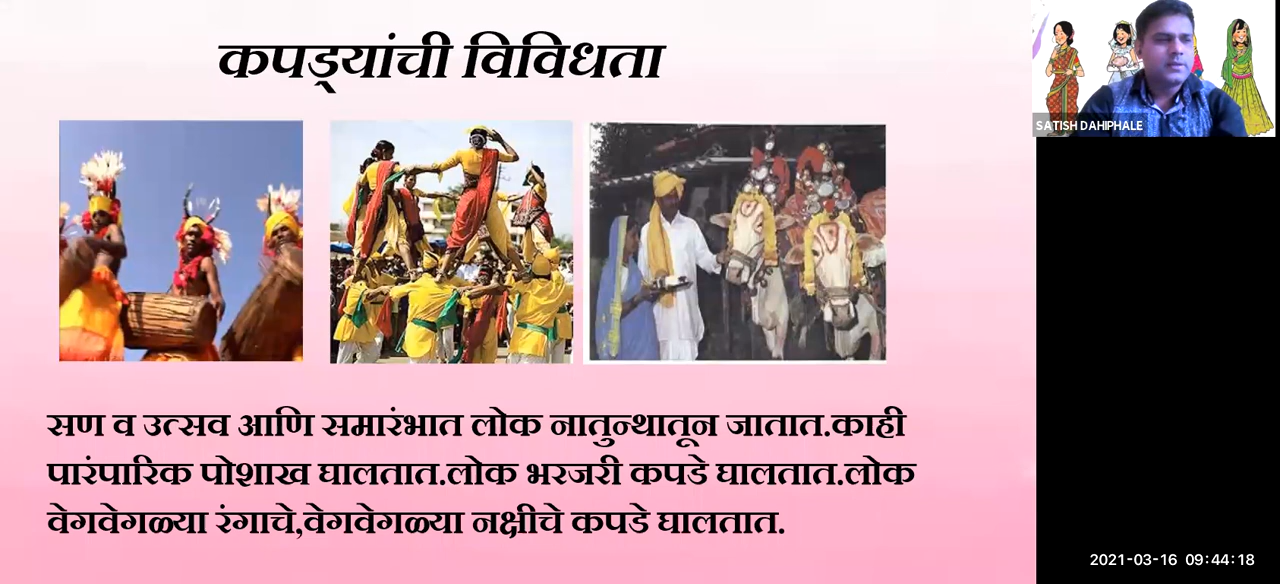 कपड्यांची विविधता
SATISH DAHIPHALE
सण व उत्सव आणि समारंभात लोक नातुन्थातून जातात.काही
पारंपारिक पोशाख घालतात.लोक भरजरी कपडे घालतात.लोक
वेगवेगळ्या रंगाचे,वेगवेगळ्या नक्षीचे कपडे घालतात.
2021-03-16 09:44:18